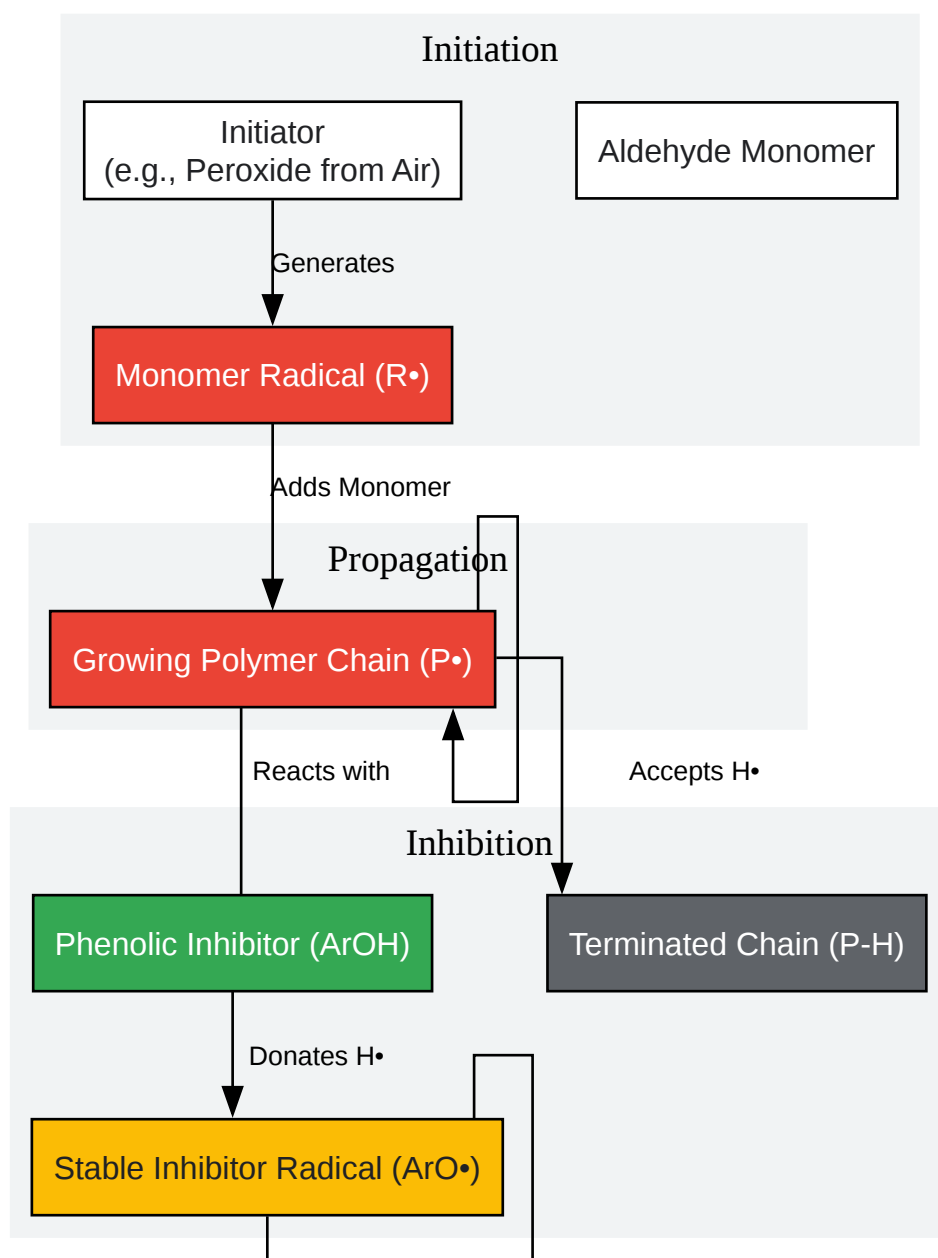 Initiation
Initiator
(e.g., Peroxide from Air)
Aldehyde Monomer
Generates
Monomer Radical (R•)
Adds Monomer
Propagation
Growing Polymer Chain (P•)
Reacts with
Accepts H•
Inhibition
Phenolic Inhibitor (ArOH)
Terminated Chain (P-H)
Donates H•
Stable Inhibitor Radical (ArO•)